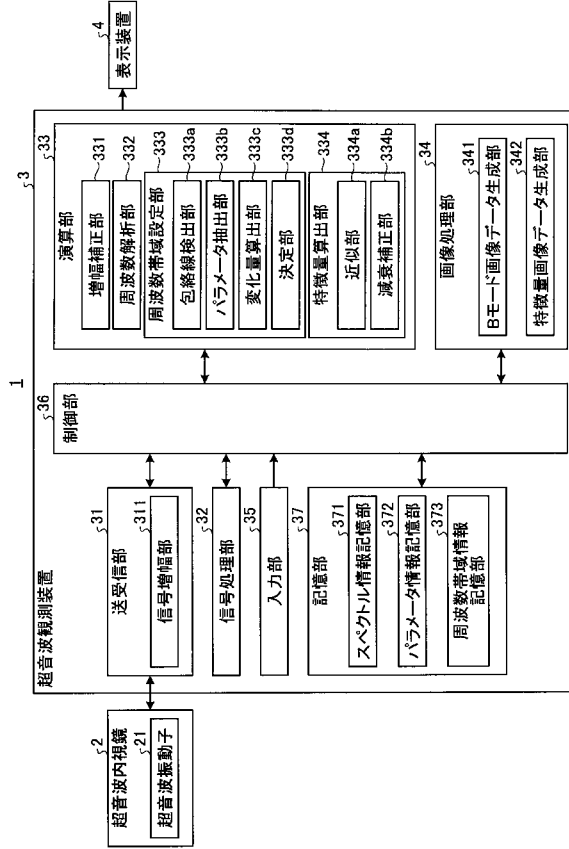 1
超音波内視鏡
2
超音波振動子
21
超音波観測装置
3
送受信部
31
信号増幅部
311
信号処理部
32
入力部
35
記憶部
37
スペクトル情報記憶部
371
パラメータ情報記憶部
372
周波数帯域情報
記憶部
373
制御部
36
演算部
33
増幅補正部
331
周波数解析部
332
周波数帯域設定部
333
包絡線検出部
333a
パラメータ抽出部
333b
変化量算出部
333c
決定部
333d
特徴量算出部
334
近似部
334a
減衰補正部
334b
画像処理部
34
Bモード画像データ生成部
341
特徴量画像データ生成部
342
表示装置
4